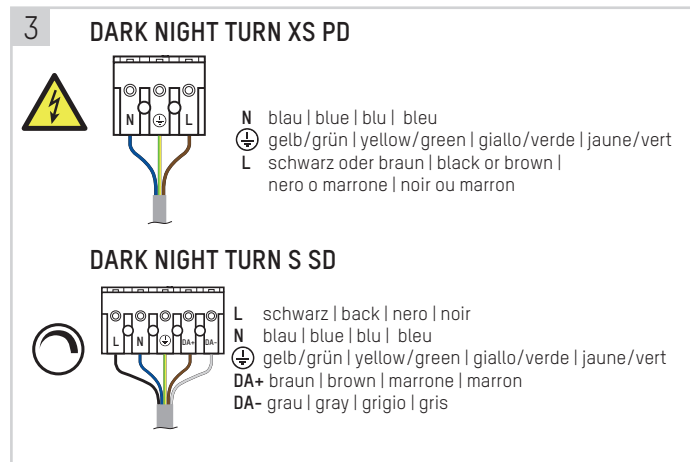 3
DARK NIGHT TURN XS PD
N L
N blau | blue | blu | bleu
gelb/grün | yellow/green | giallo/verde | jaune/vert
L schwarz oder braun | black or brown |
nero o marrone | noir ou marron
DARK NIGHT TURN S SD
L N DA+ DA-
L schwarz | back | nero | noir
N blau | blue | blu | bleu
gelb/grün | yellow/green | giallo/verde | jaune/vert
DA+ braun | brown | marrone | marron
DA- grau | gray | grigio | gris